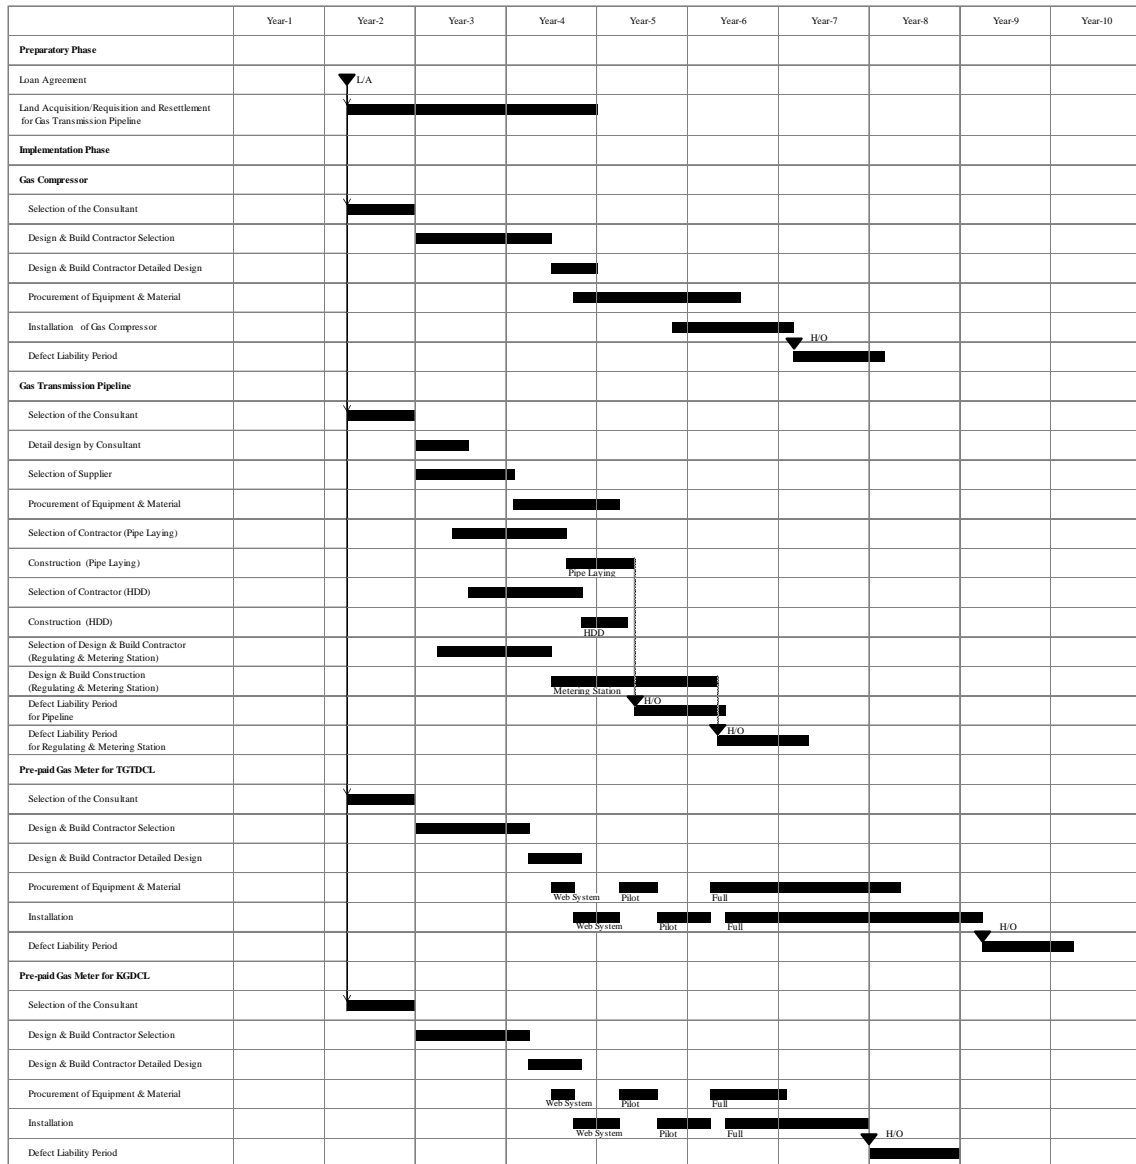 Year-1 Year-2 Year-3 Year-4 Year-5 Year-6 Year-7 Year-8 Year-9 Year-10
Preparatory Phase
Loan Agreement L/A
Land Acquisition/Requisition and Resettlement
for Gas Transmission Pipeline
Implementation Phase
Gas Compressor
Selection of the Consultant
Design & Build Contractor Selection
Design & Build Contractor Detailed Design
Procurement of Equipment & Material
Installation of Gas Compressor
H/O
Defect Liability Period
Gas Transmission Pipeline
Selection of the Consultant
Detail design by Consultant
Selection of Supplier
Procurement of Equipment & Material
Selection of Contractor (Pipe Laying)
Construction (Pipe Laying)
Pipe Laying
Selection of Contractor (HDD)
Construction (HDD)
HDD
Selection of Design & Build Contractor
(Regulating & Metering Station)
Design & Build Construction
(Regulating & Metering Station) Metering Station
Defect Liability Period H/O
for Pipeline
Defect Liability Period H/O
for Regulating & Metering Station
Pre-paid Gas Meter for TGTDCL
Selection of the Consultant
Design & Build Contractor Selection
Design & Build Contractor Detailed Design
Procurement of Equipment & Material
Web System Pilot Full
Installation
Web System Pilot Full H/O
Defect Liability Period
Pre-paid Gas Meter for KGDCL
Selection of the Consultant
Design & Build Contractor Selection
Design & Build Contractor Detailed Design
Procurement of Equipment & Material
Web System Pilot Full
Installation
Web System Pilot Full H/O
Defect Liability Period